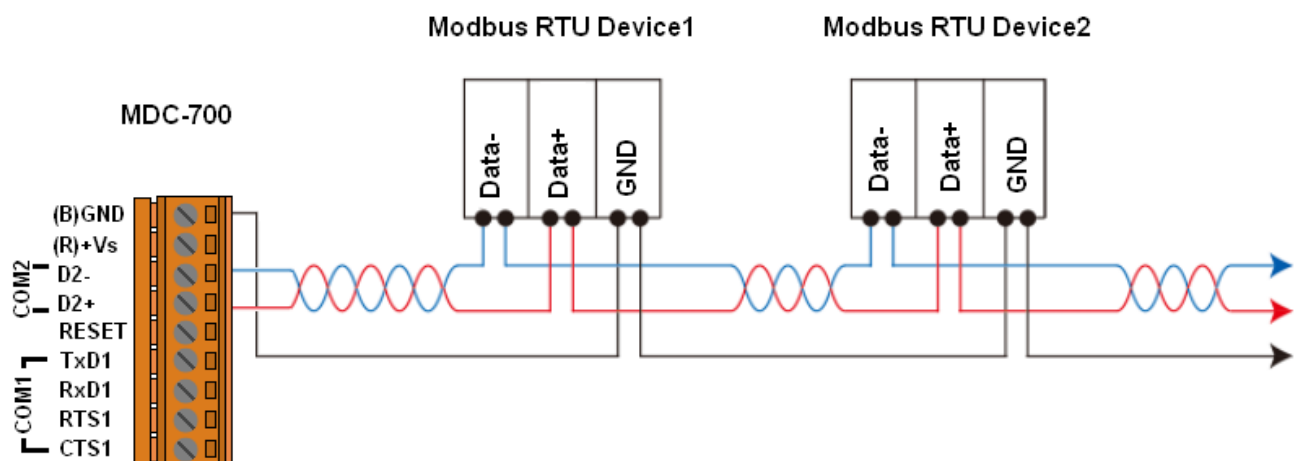 Modbus RTU Device1
Modbus RTU Device2
MDC-700
Data-
Data+
GND
Data-
Data+
GND
(B)GND
(R)+Vs
COM2
D2-
D2+
RESET
COM1
TxD1
RxD1
RTS1
CTS1